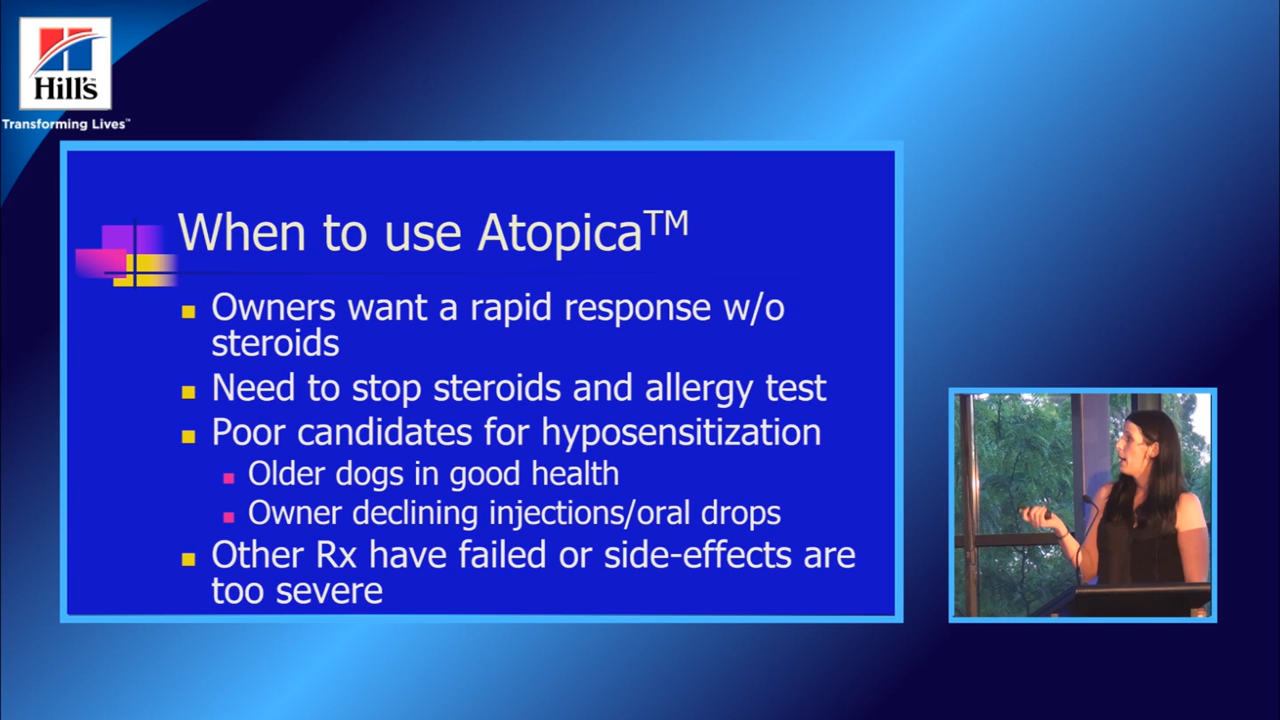 Hill's
Transforming Lives™
When to use Atopica™
Owners want a rapid response w/o
steroids
Need to stop steroids and allergy test
Poor candidates for hyposensitization
Older dogs in good health
Owner declining injections/oral drops
Other Rx have failed or side-effects are
too severe